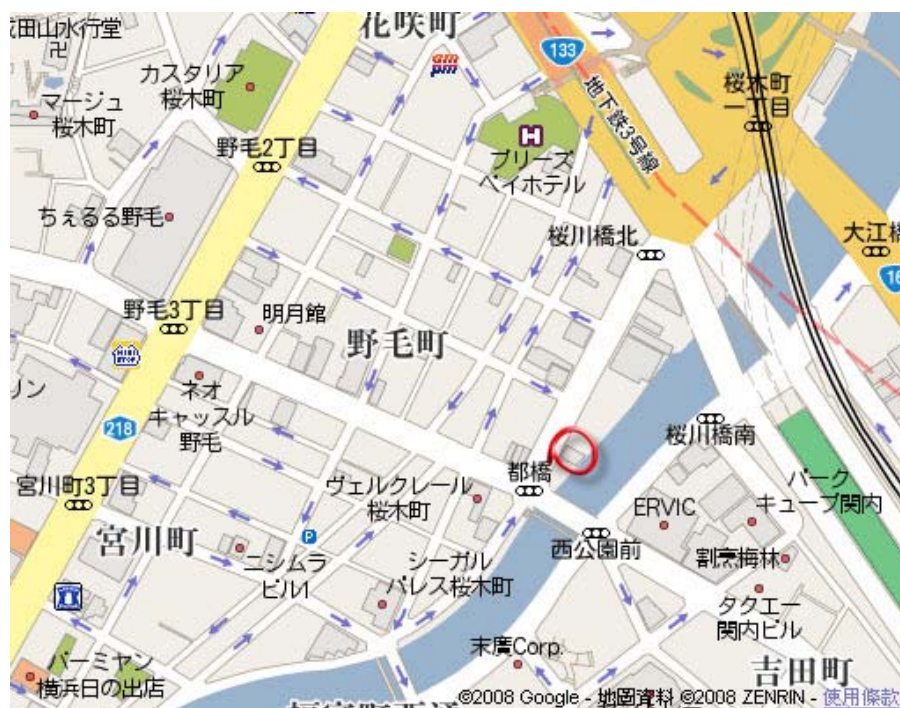 花咲町
成田山水行堂
カスタリア
桜木町
マージュ
桜木町
am
pm
133
地下鉄3号線
桜木町
一丁目
野毛2丁目
H
ブリーズ
ベイホテル
ちぇるる野毛
桜川橋北
大江橋
16
野毛3丁目
明月館
野毛町
MINI
STOP
リン
ネオ
キャッスル
野毛
218
桜川橋南
宮川町3丁目
ヴェルクレール
桜木町
都橋
ERVIC
パーク
キューブ関内
宮川町
P
ニシムラ
ビル1
シーガル
パレス桜木町
西公園前
割烹梅林
タクエー
関内ビル
末廣Corp.
吉田町
バーミヤン
横浜日の出店
©2008 Google - 地圖資料 ©2008 ZENRIN - 使用條款